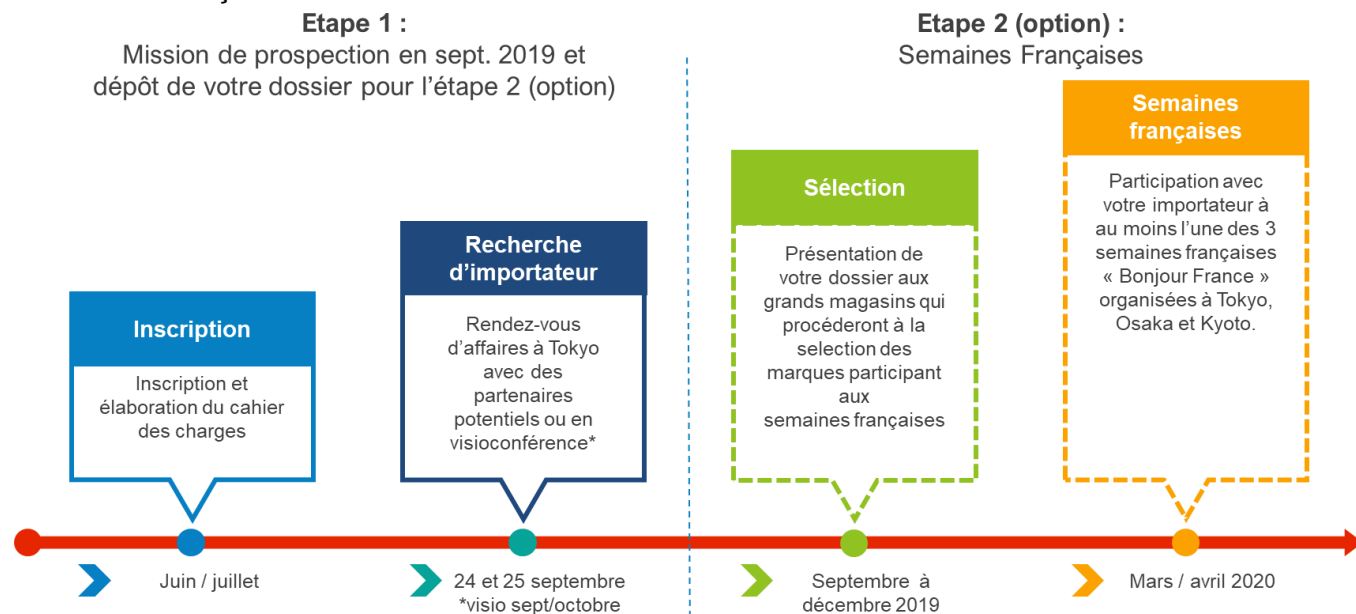 Etape 1 :
Mission de prospection en sept. 2019 et
dépôt de votre dossier pour l'étape 2 (option)
Etape 2 (option) :
Semaines Françaises
Inscription
Inscription et
élaboration du cahier
des charges
Recherche
d'importateur
Rendez-vous
d'affaires à Tokyo
avec des
partenaires
potentiels ou en
visioconférence*
Sélection
Présentation de
votre dossier aux
grands magasins qui
procéderont à la
selection des
marques participant
aux
semaines françaises
Semaines
françaises
Participation avec
votre importateur à
au moins l'une des 3
semaines françaises
« Bonjour France »
organisées à Tokyo,
Osaka et Kyoto.
Juin / juillet
24 et 25 septembre
*visio sept/octobre
Septembre à
décembre 2019
Mars / avril 2020